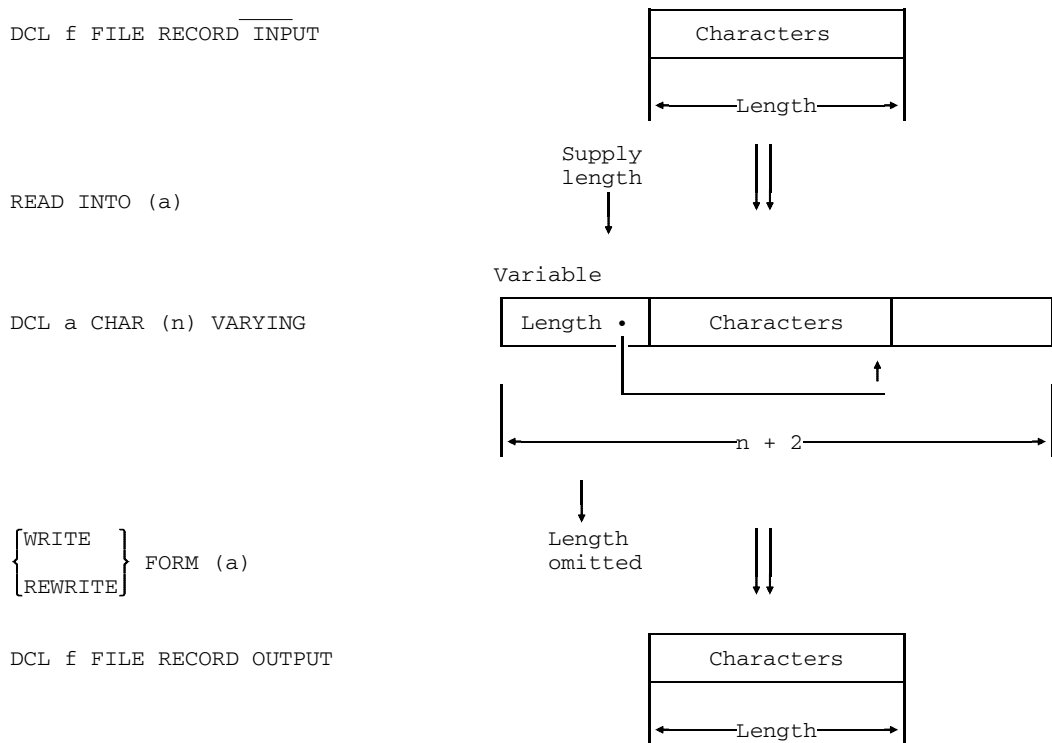 DCL f FILE RECORD INPUT
Characters
Length
Supply
length
READ INTO (a)
Variable
DCL a CHAR (n) VARYING
Length
Characters
n + 2
WRITE
REWRITE
FORM (a)
Length
omitted
DCL f FILE RECORD OUTPUT
Characters
Length